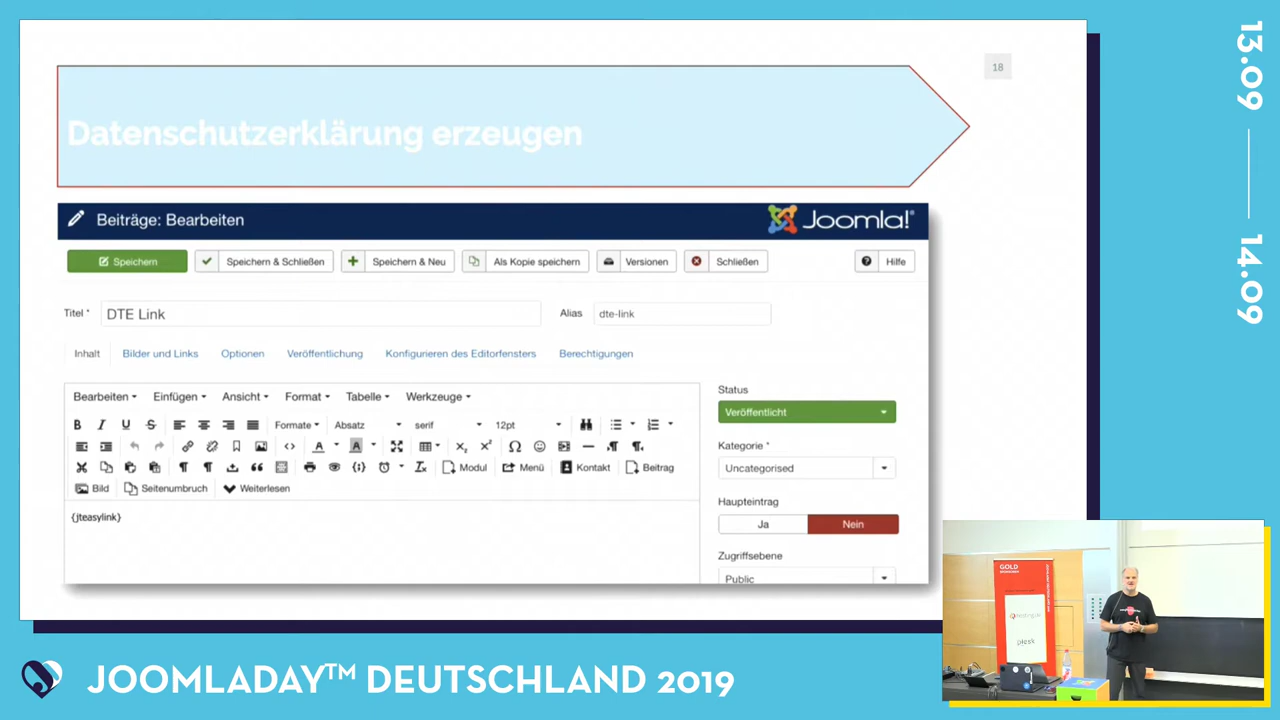 18
Datenschutzerklärung erzeugen
Beiträge: Bearbeiten
Joomla!®
Speichern
Speichern & Schließen
Speichern & Neu
Als Kopie speichern
Versionen
Schließen
Hilfe
Titel *
DTE Link
Alias
dte-link
Inhalt
Bilder und Links
Optionen
Veröffentlichung
Konfigurieren des Editorfensters
Berechtigungen
Bearbeiten
Einfügen
Ansicht
Format
Tabelle
Werkzeuge
B I U S
Formate
Absatz
serif
12pt
Modul
Menü
Kontakt
Beitrag
Bild
Seitenumbruch
Weiterlesen
{jteasylink}
Status
Veröffentlicht
Kategorie *
Uncategorised
Haupteintrag
Ja
Nein
Zugriffsebene
Public
13.09
14.09
GOLD
plesk
JOOMLADAY™ DEUTSCHLAND 2019